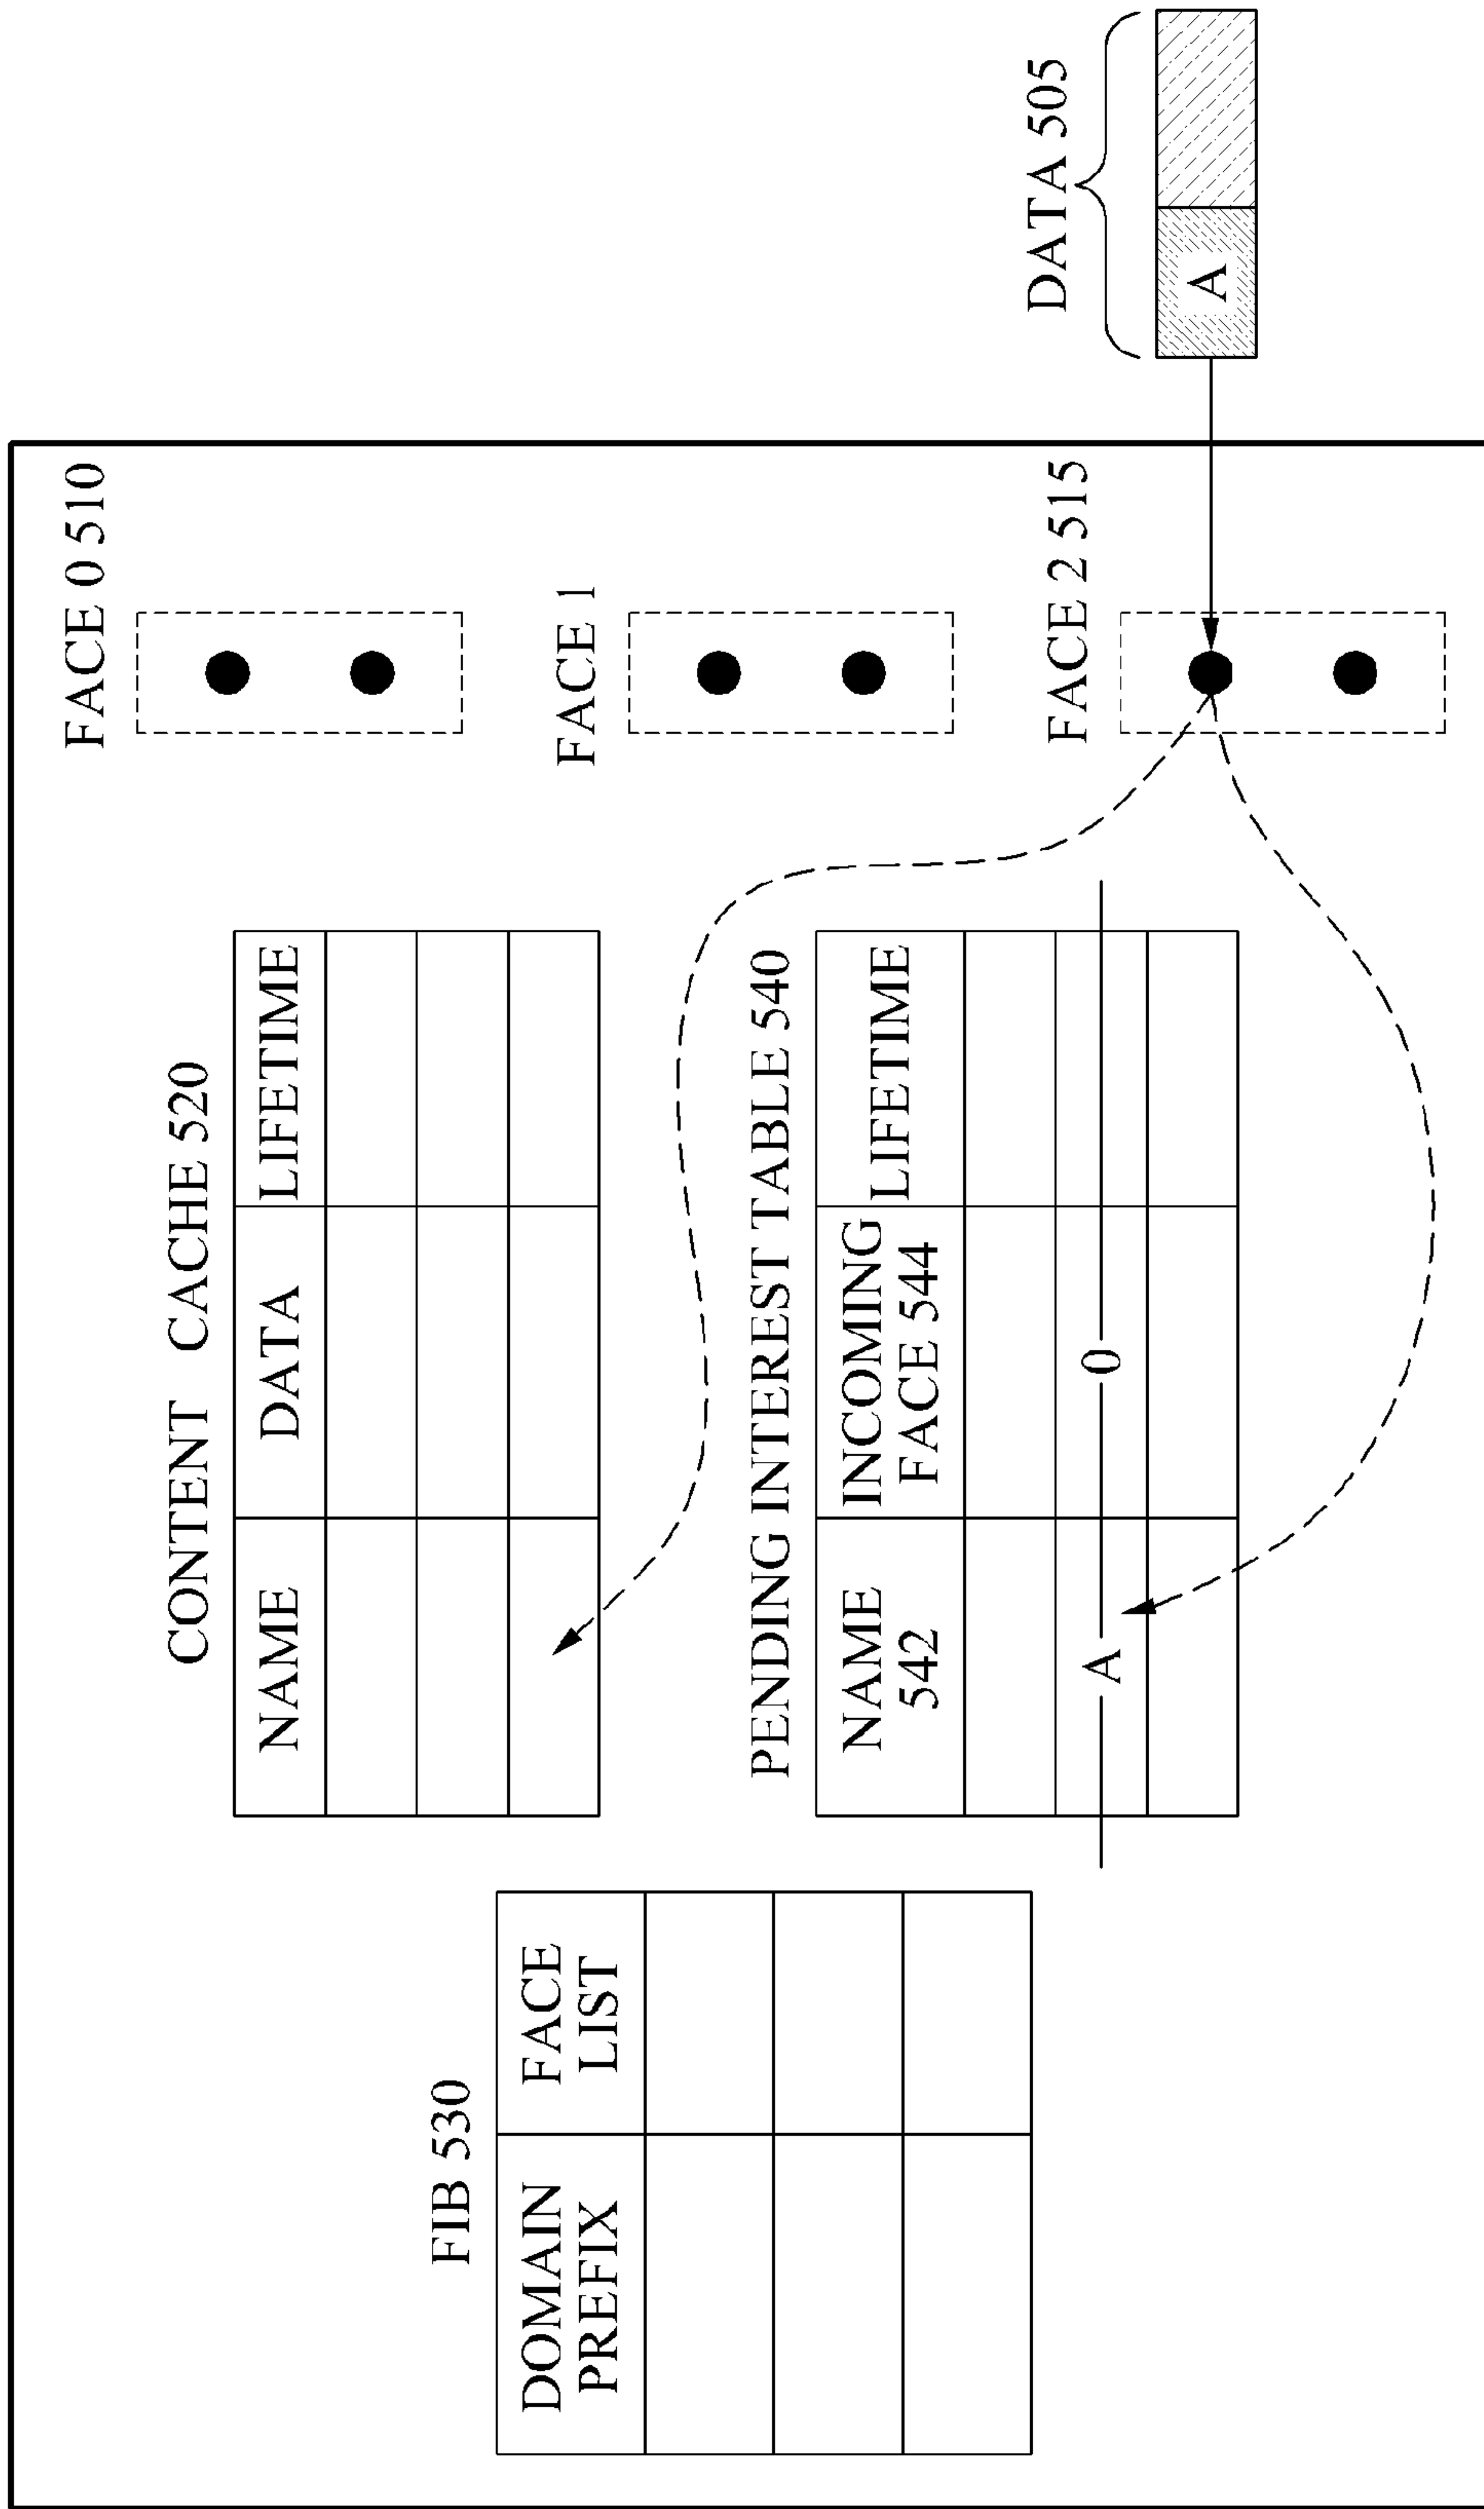 CONTENT CACHE 520
NAME DATA LIFETIME
FIB 530
DOMAIN PREFIX
FACE LIST
PENDING INTEREST TABLE 540
NAME 542
INCOMING FACE 544
LIFETIME
A 0
FACE 0 510
FACE 1
FACE 2 515
DATA 505
A